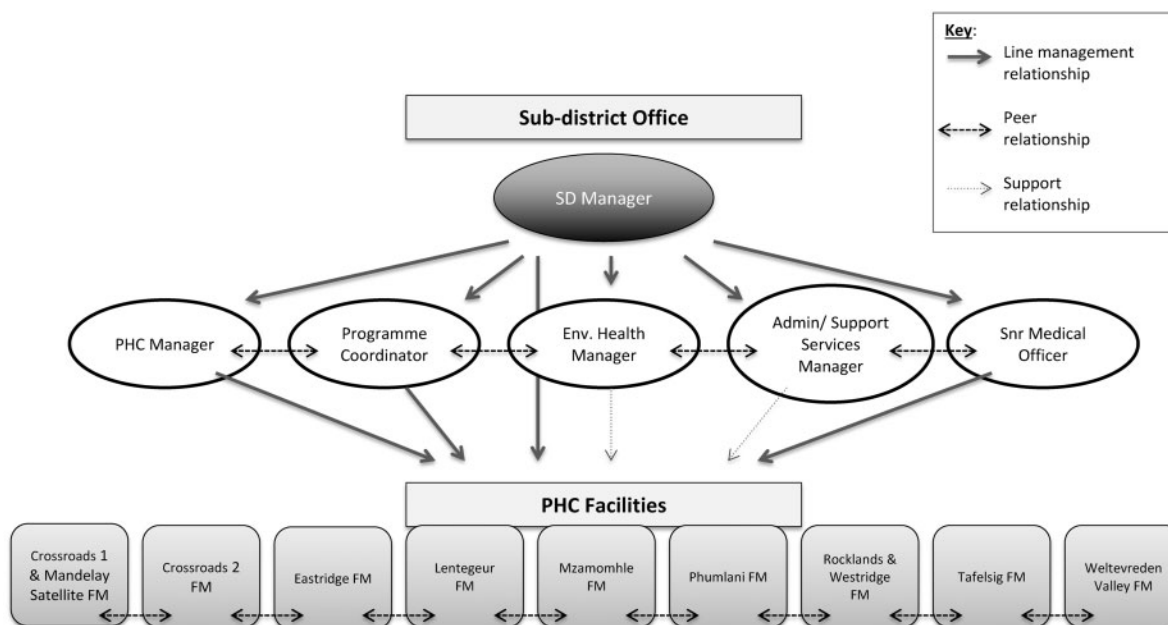 Key:
Line management
relationship
Peer
relationship
Support
relationship
Sub-district Office
SD Manager
PHC Manager
Programme
Coordinator
Env. Health
Manager
Admin/ Support
Services
Manager
Snr Medical
Officer
PHC Facilities
Crossroads 1
& Mandelay
Satellite FM
Crossroads 2
FM
Eastridge FM
Lentegeur
FM
Mzamomhle
FM
Phumlani FM
Rocklands &
Westridge
FM
Tafelsig FM
Weltevreden
Valley FM